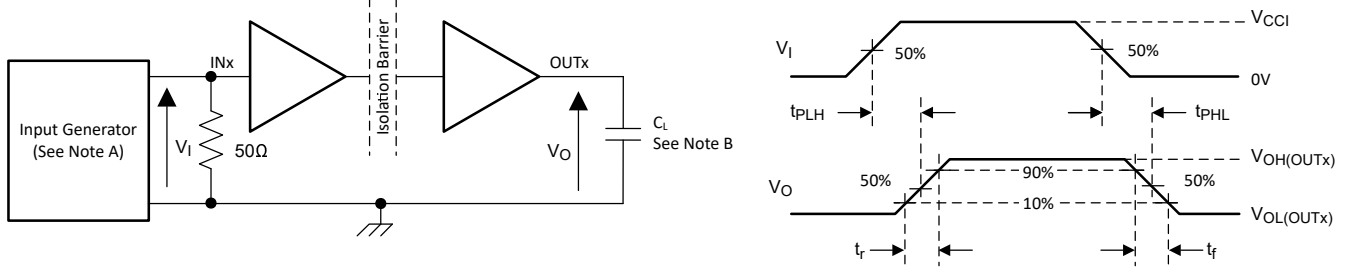 Input Generator
(See Note A)
VI
INx
50Ω
Isolation Barrier
OUTx
VO
CL
See Note B
VI
50%
50%
VCCI
0V
tPLH
tPHL
VO
50%
90%
10%
50%
VOH(OUTx)
VOL(OUTx)
tr
tf